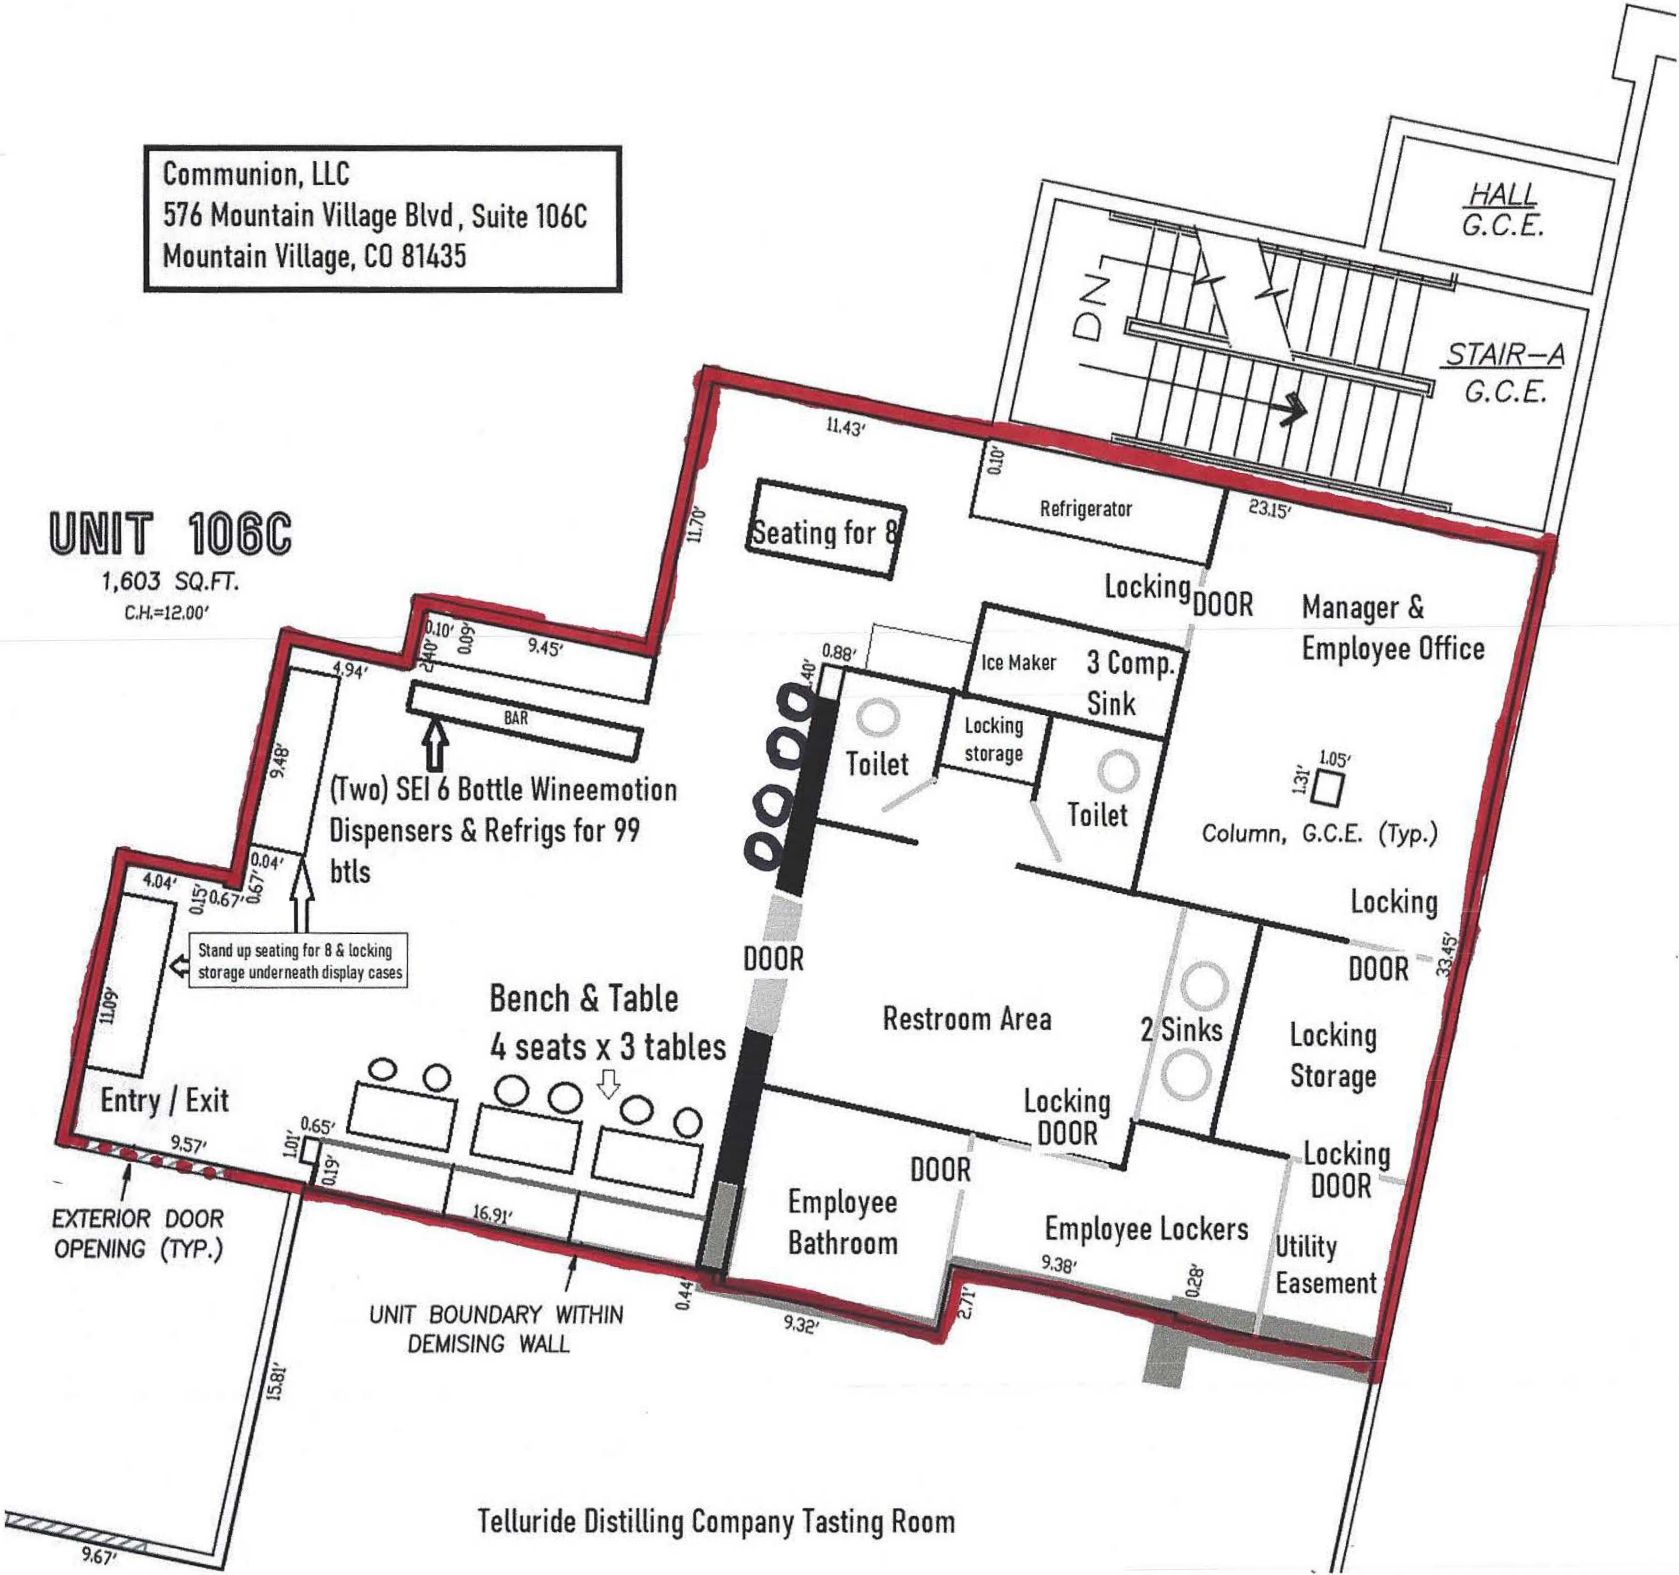 Communion, LLC
576 Mountain Village Blvd, Suite 106C
Mountain Village, CO 81435
HALL
G.C.E.
DN
STAIR-A
G.C.E.
11.43'
0.10'
Refrigerator
23.15'
11.70'
Seating for 8
UNIT 106C
1,603 SQ.FT.
C.H.=12.00'
Locking
DOOR
Manager &
Employee Office
0.10'
0.09'
2.40'
9.45'
4.94'
0.88'
Ice Maker
3 Comp.
Sink
BAR
9.48'
Toilet
Locking
storage
Toilet
1.05'
1.31'
Column, G.C.E. (Typ.)
(Two) SEI 6 Bottle Wineemotion
Dispensers & Refrigs for 99
btls
0.04'
4.04'
0.15'
0.67'
0.67'
Locking
DOOR
33.45'
Stand up seating for 8 & locking
storage underneath display cases
DOOR
11.09'
Bench & Table
4 seats x 3 tables
Restroom Area
2 Sinks
Locking
Storage
Entry / Exit
9.57'
0.65'
1.01'
0.19'
Locking
DOOR
DOOR
Locking
DOOR
EXTERIOR DOOR
OPENING (TYP.)
16.91'
Employee
Bathroom
Employee Lockers
Utility
Easement
9.38'
0.28'
0.44'
2.71'
9.32'
UNIT BOUNDARY WITHIN
DEMISING WALL
15.81'
9.67'
Telluride Distilling Company Tasting Room